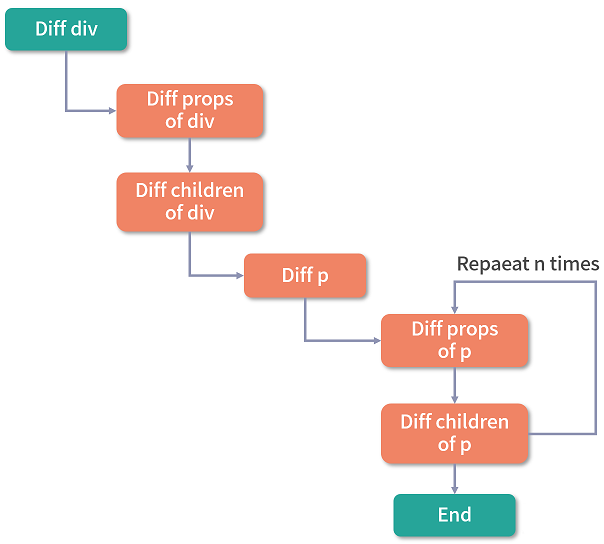 Diff div
Diff props
of div
Diff children
of div
Diff p
Repaeat n times
Diff props
of p
Diff children
of p
End